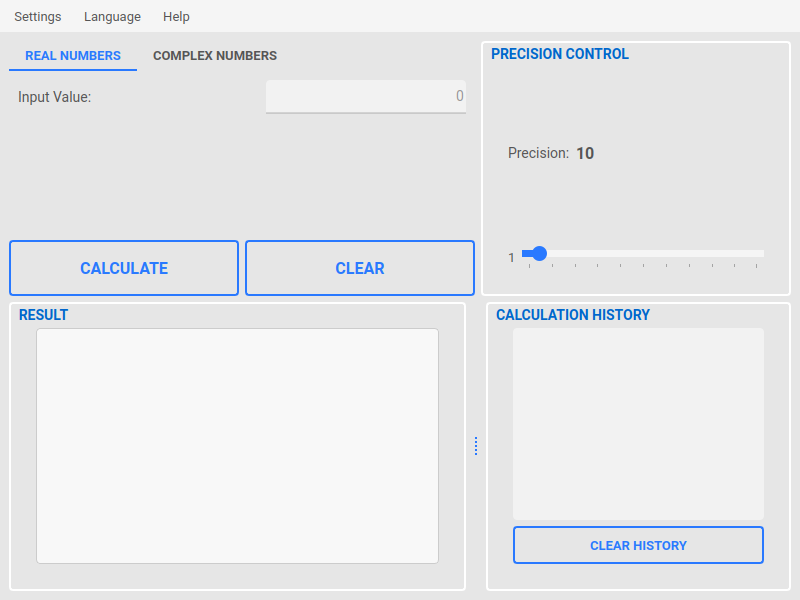 Settings Language Help
REAL NUMBERS COMPLEX NUMBERS
Input Value: 0
CALCULATE CLEAR
PRECISION CONTROL
Precision: 10
1
RESULT
CALCULATION HISTORY
CLEAR HISTORY